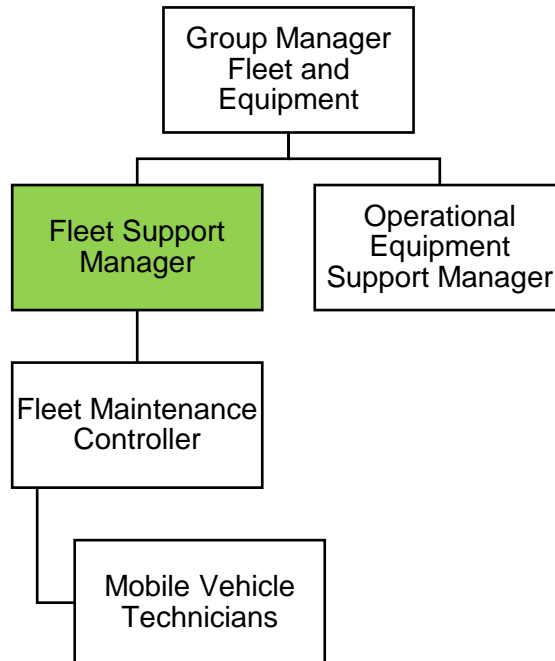 Group Manager
Fleet and
Equipment
Fleet Support
Manager
Operational
Equipment
Support Manager
Fleet Maintenance
Controller
Mobile Vehicle
Technicians